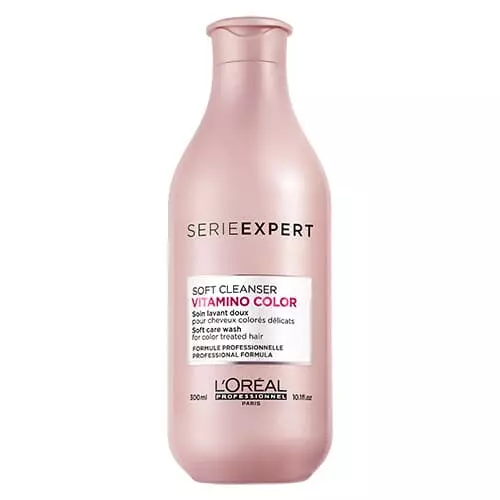 SERIEEXPERT
SOFT CLEANSER
VITAMINO COLOR
Soin lavant doux
pour cheveux colorés délicats
Soft care wash
for color treated hair
FORMULE PROFESSIONNELLE
PROFESSIONAL FORMULA
L'ORÉAL
PROFESSIONNEL
PARIS
300ml 10.1fl.oz